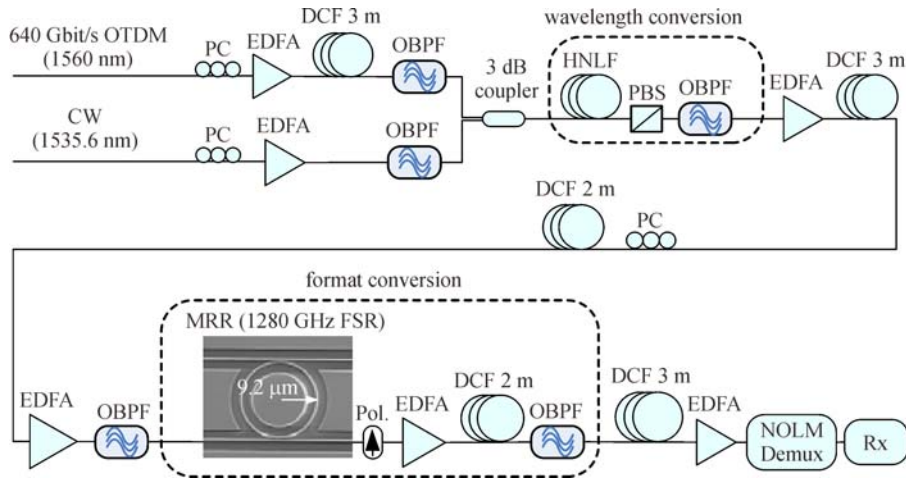 640 Gbit/s OTDM
(1560 nm)
PC
EDFA
DCF 3 m
OBPF
3 dB
coupler
wavelength conversion
HNLF
PBS
OBPF
EDFA
DCF 3 m
CW
(1535.6 nm)
PC
EDFA
OBPF
DCF 2 m
PC
format conversion
MRR (1280 GHz FSR)
9.2 μm
EDFA
OBPF
Pol.
EDFA
DCF 2 m
OBPF
DCF 3 m
EDFA
NOLM
Demux
Rx